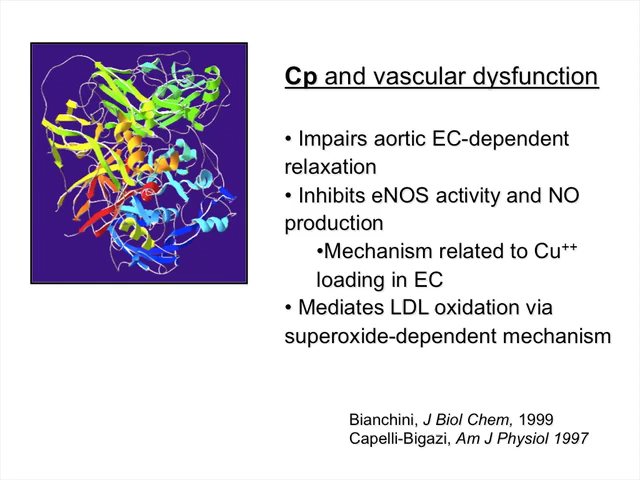 Cp and vascular dysfunction
• Impairs aortic EC-dependent
relaxation
• Inhibits eNOS activity and NO
production
•Mechanism related to Cu⁺⁺
loading in EC
• Mediates LDL oxidation via
superoxide-dependent mechanism
Bianchini, J Biol Chem, 1999
Capelli-Bigazi, Am J Physiol 1997